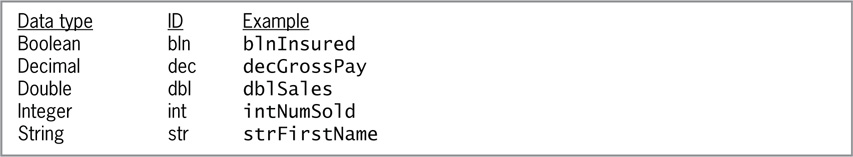 Data type ID Example
Boolean bln blnInsured
Decimal dec decGrossPay
Double dbl dblSales
Integer int intNumSold
String str strFirstName